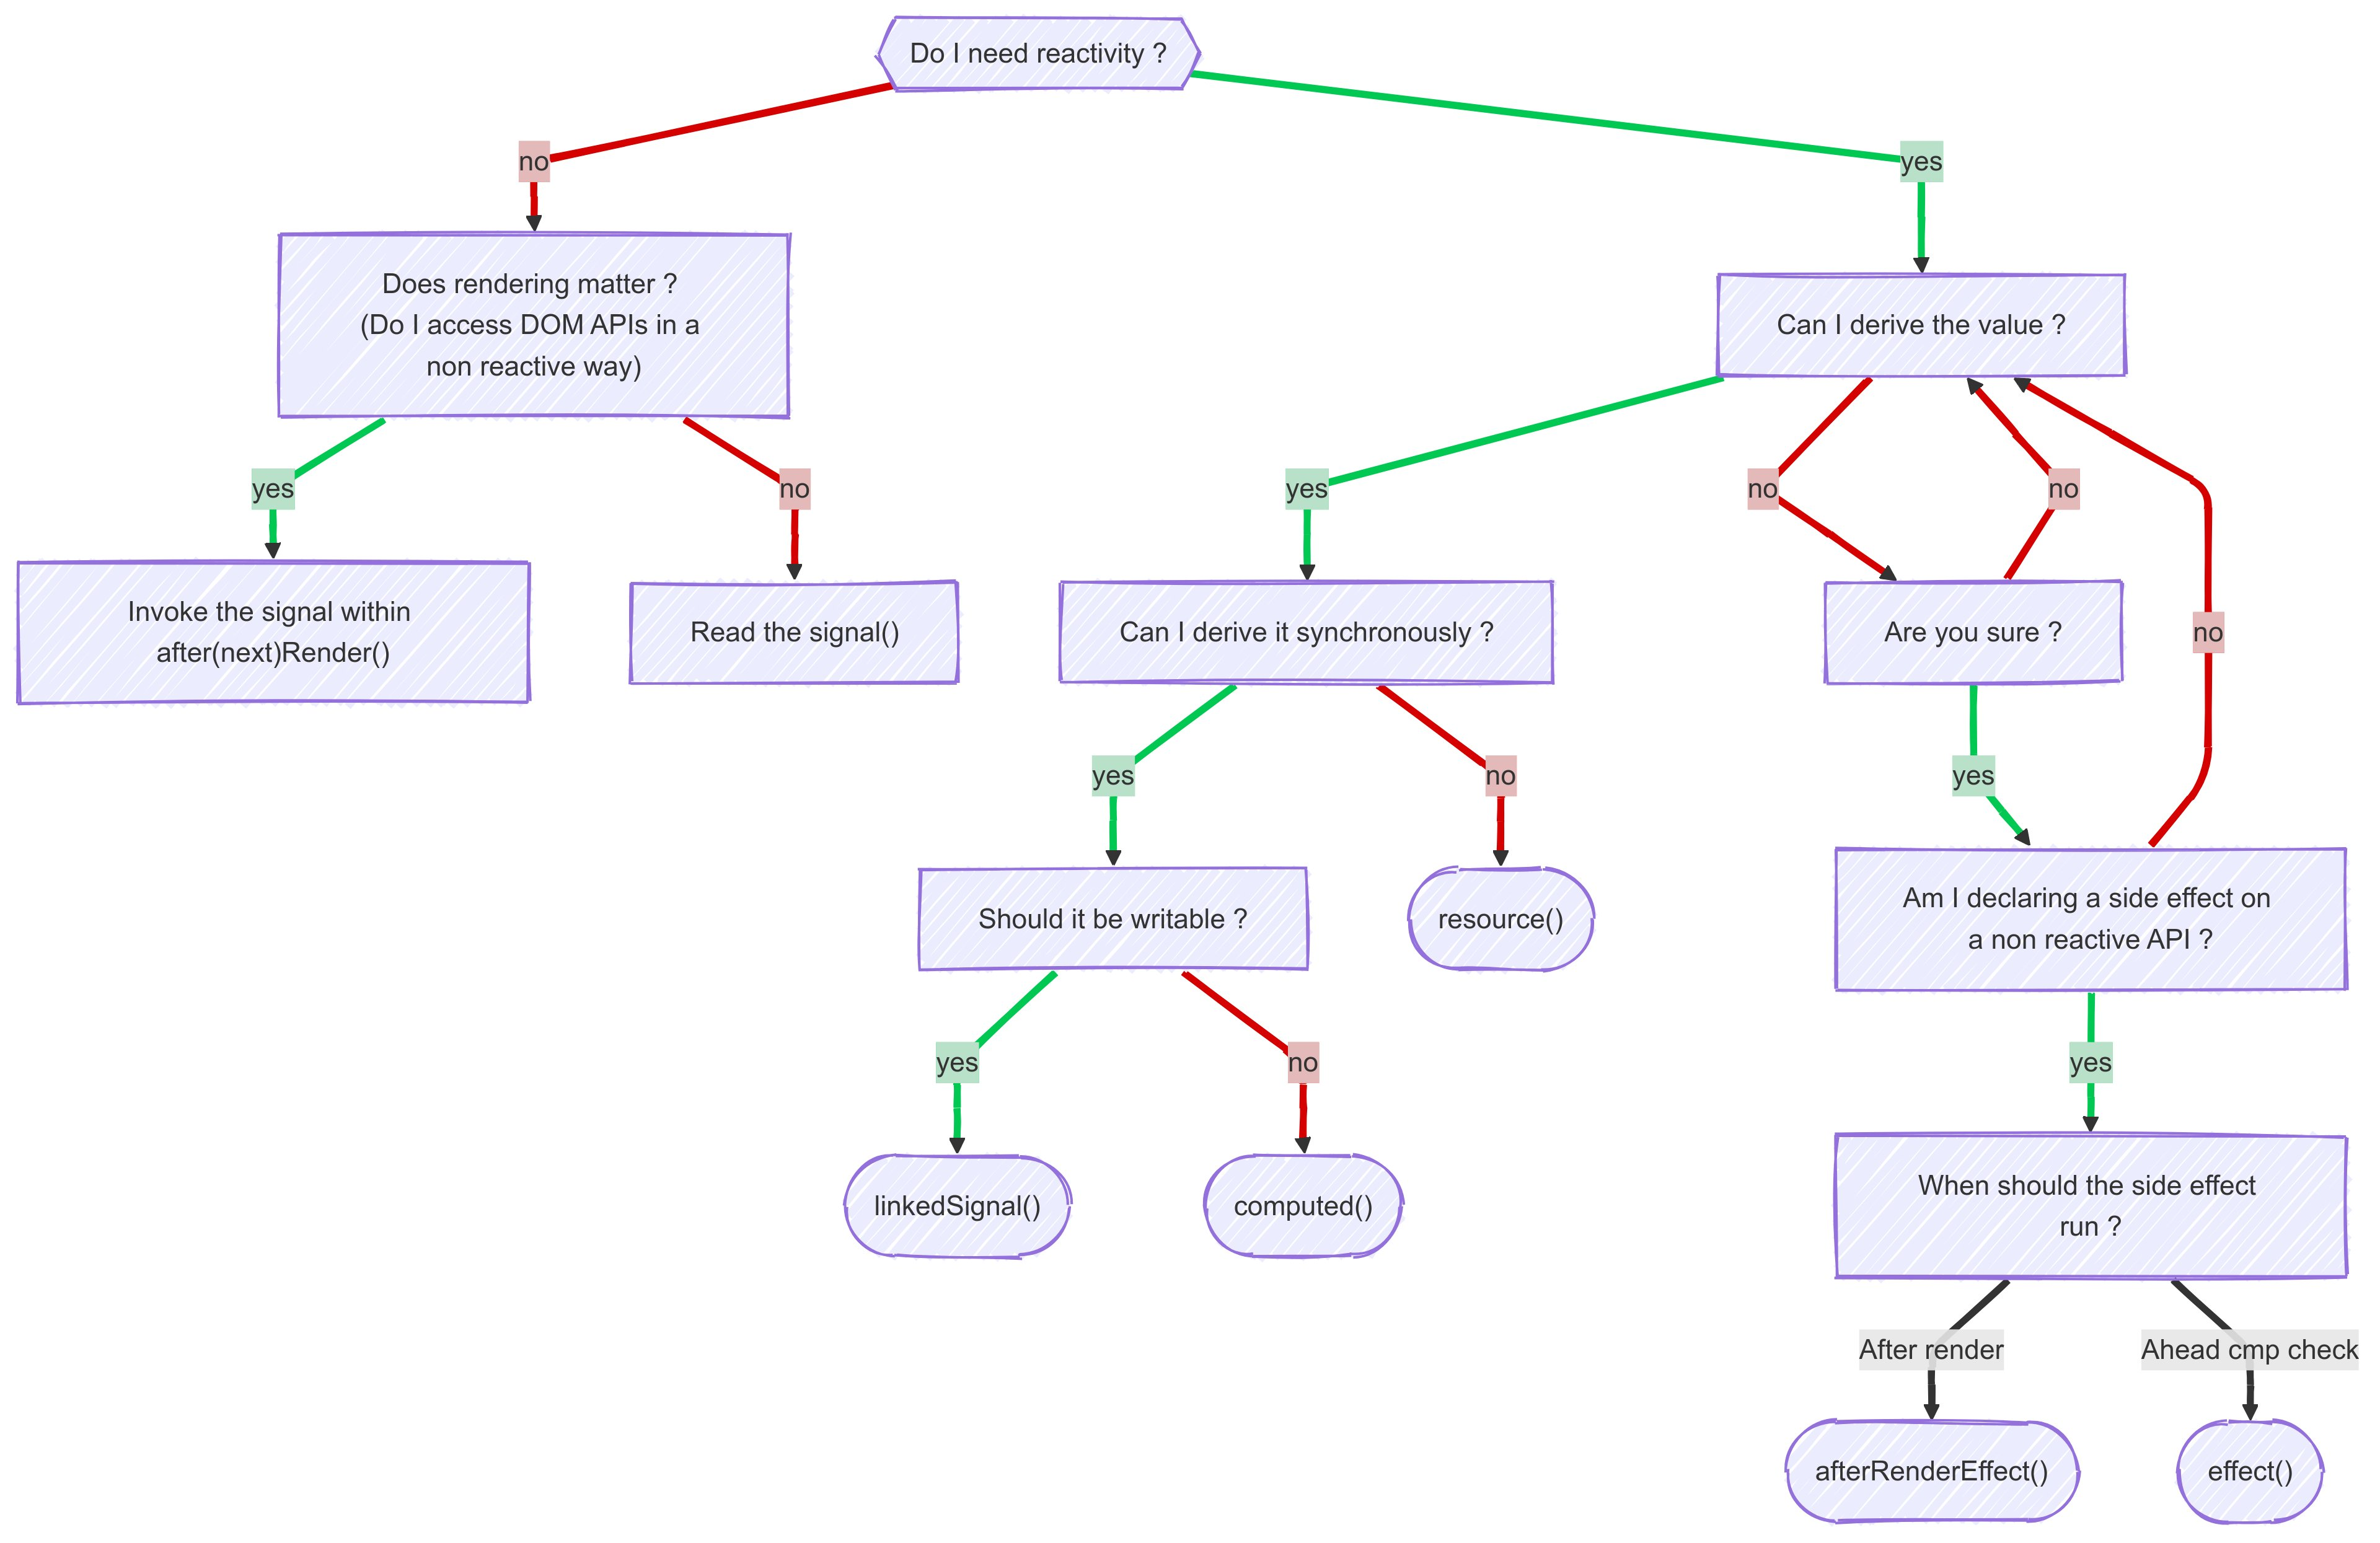 Do I need reactivity ?
no
yes
Does rendering matter ?
(Do I access DOM APIs in a
non reactive way)
Can I derive the value ?
yes
no
yes
no
no
Invoke the signal within
after(next)Render()
Read the signal()
Can I derive it synchronously ?
Are you sure ?
no
yes
no
yes
Should it be writable ?
resource()
Am I declaring a side effect on
a non reactive API ?
yes
no
yes
linkedSignal()
computed()
When should the side effect
run ?
After render
Ahead cmp check
afterRenderEffect()
effect()